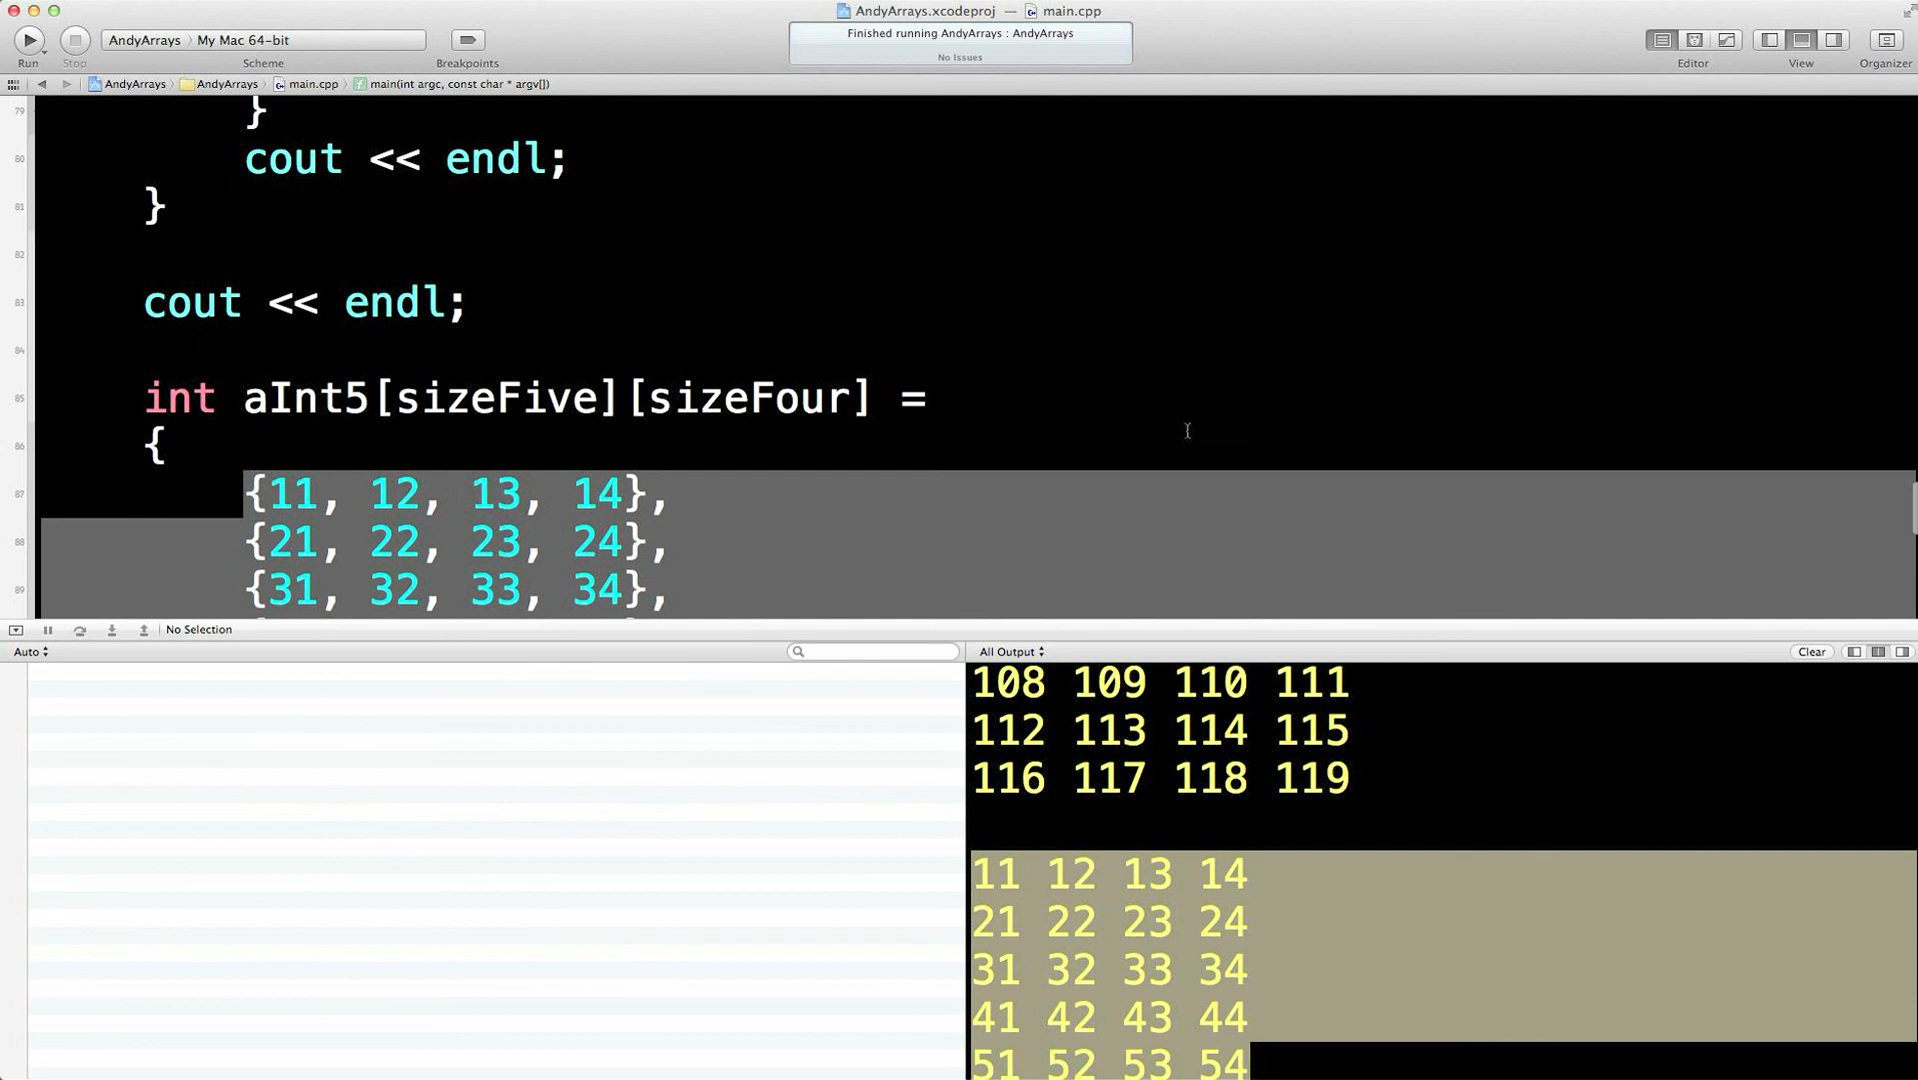 AndyArrays.xcodeproj — main.cpp
Run
Stop
AndyArrays > My Mac 64-bit
Scheme
Breakpoints
Finished running AndyArrays : AndyArrays
No Issues
Editor
View
Organizer
AndyArrays > AndyArrays > main.cpp > main(int argc, const char * argv[])
79 }
80 cout << endl;
81 }
82
83 cout << endl;
84
85 int aInt5[sizeFive][sizeFour] =
86 {
87 {11, 12, 13, 14},
88 {21, 22, 23, 24},
89 {31, 32, 33, 34},
No Selection
Auto
All Output
Clear
108 109 110 111
112 113 114 115
116 117 118 119
11 12 13 14
21 22 23 24
31 32 33 34
41 42 43 44
51 52 53 54